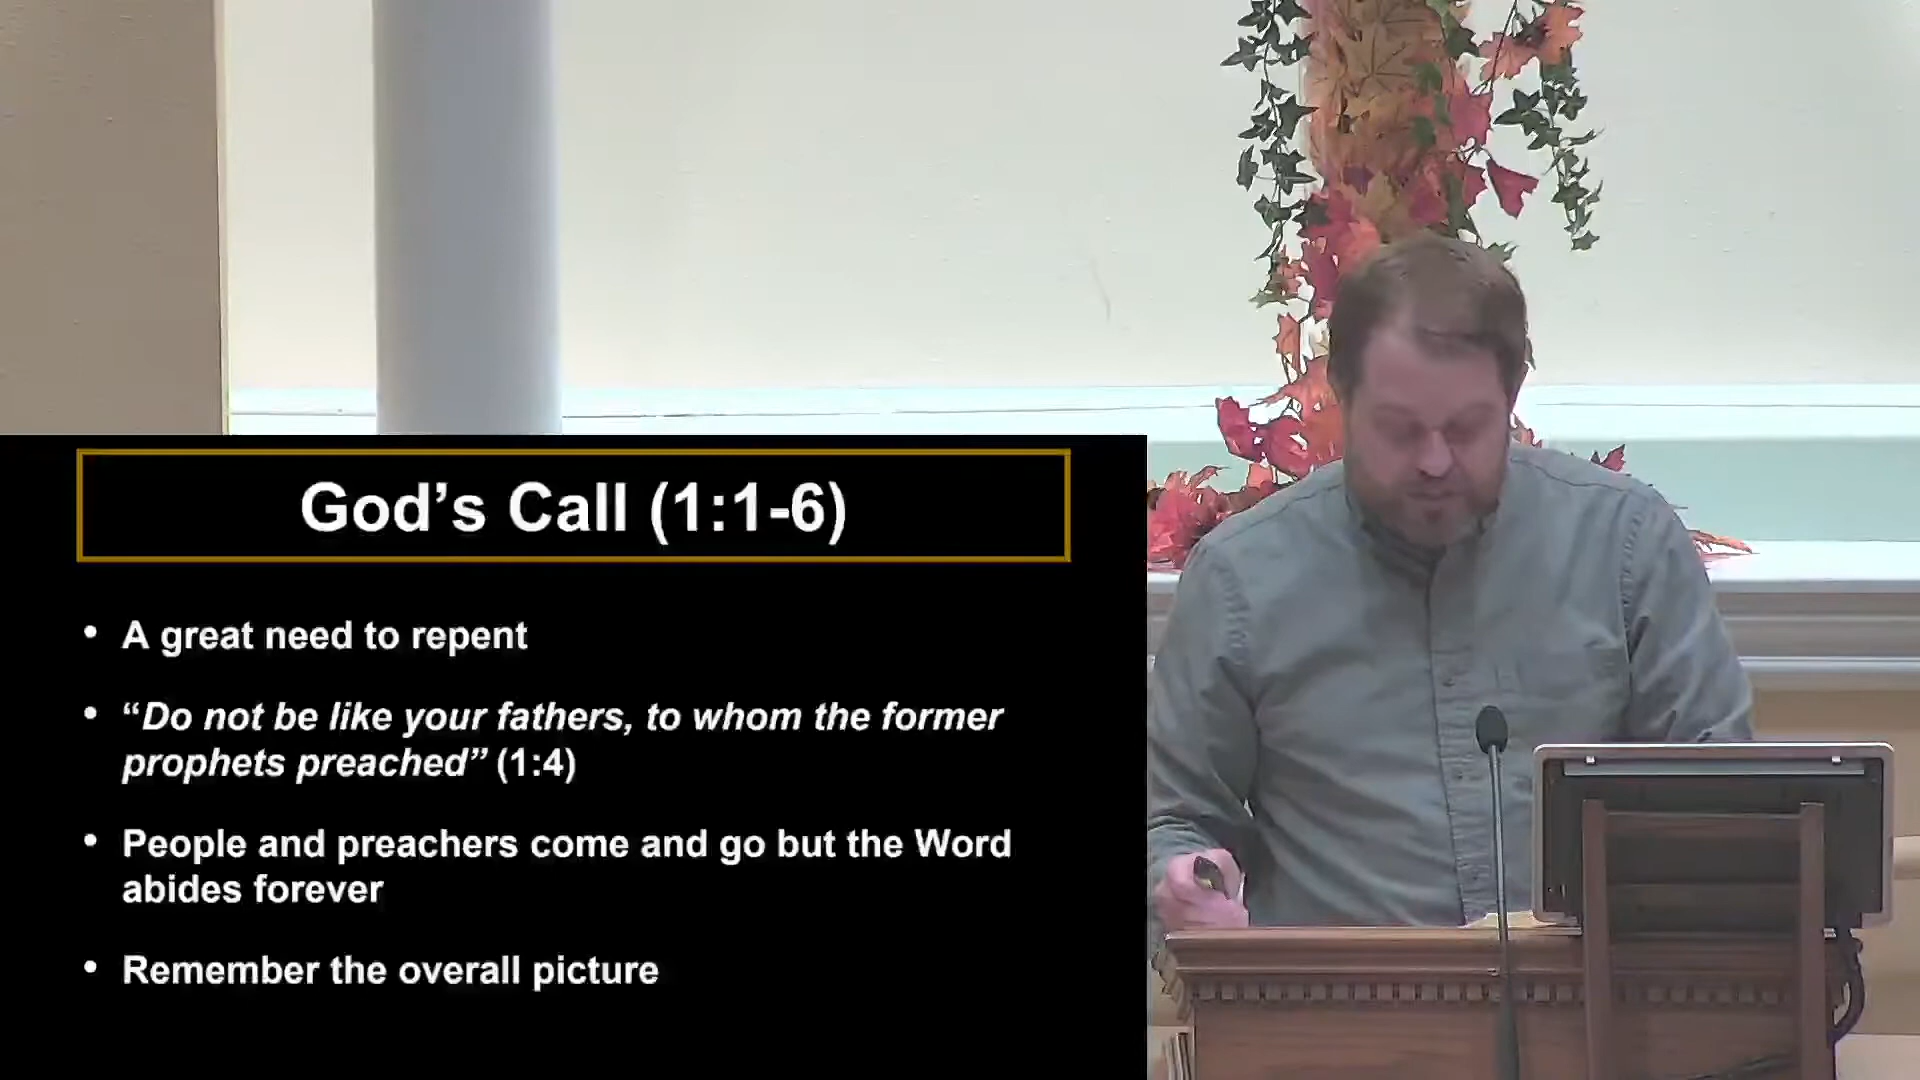 God’s Call (1:1-6)
• A great need to repent
• “Do not be like your fathers, to whom the former
prophets preached” (1:4)
• People and preachers come and go but the Word
abides forever
• Remember the overall picture